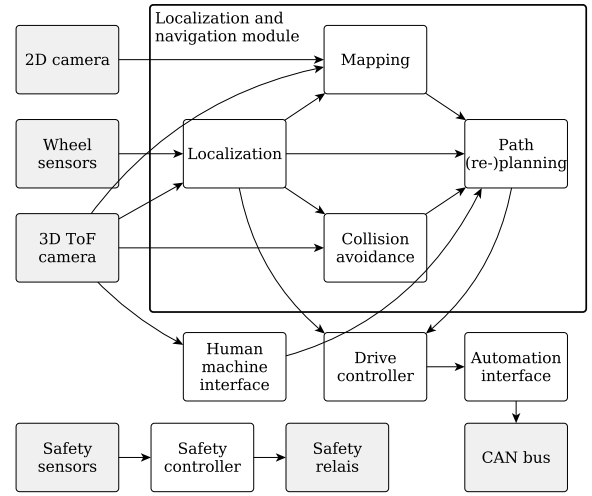 Localization and
navigation module
2D camera
Mapping
Wheel
sensors
Localization
Path
(re-)planning
3D ToF
camera
Collision
avoidance
Human
machine
interface
Drive
controller
Automation
interface
Safety
sensors
Safety
controller
Safety
relais
CAN bus